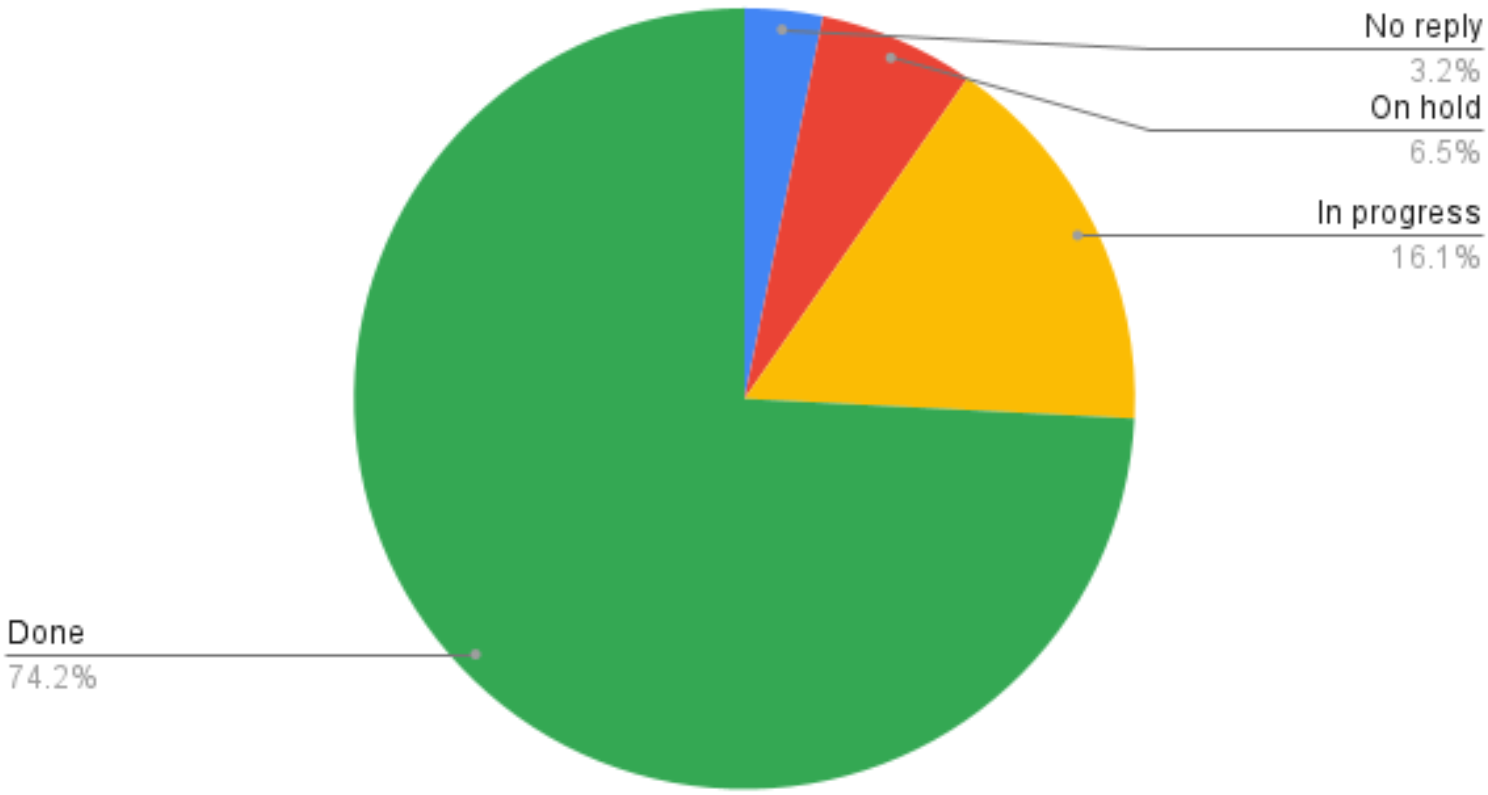 No reply
3.2%
On hold
6.5%
In progress
16.1%
Done
74.2%